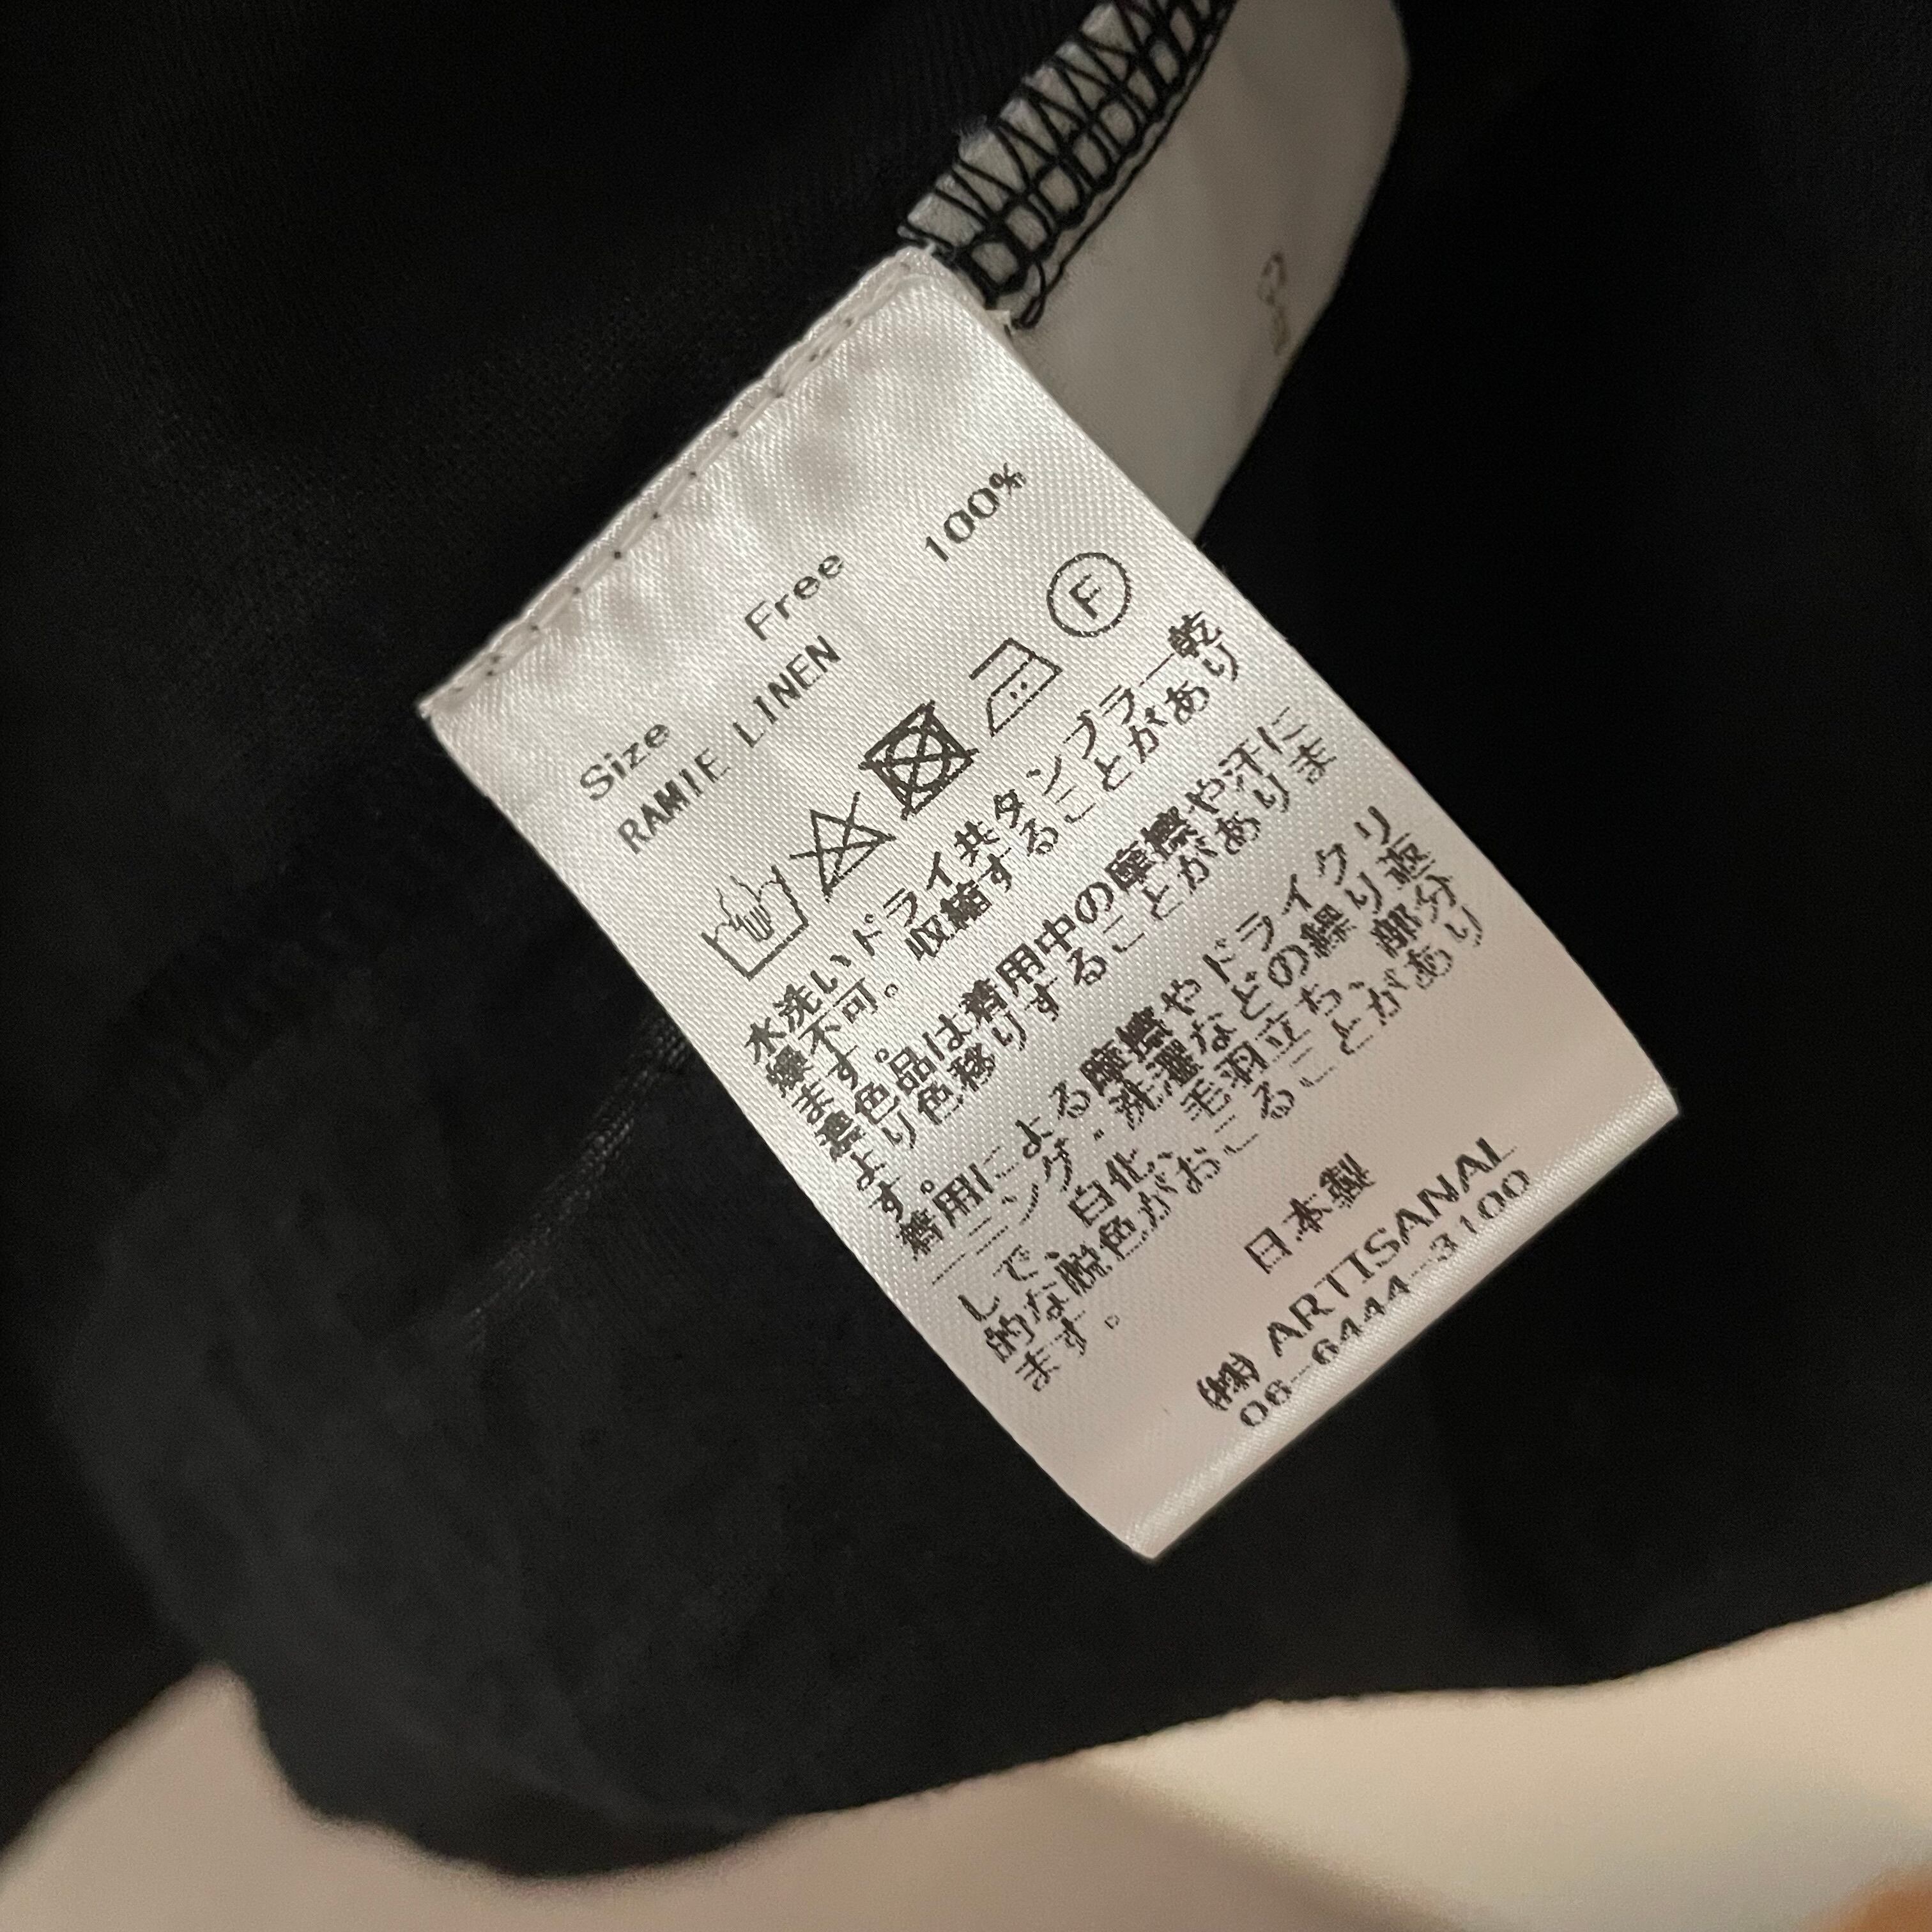 Size Free
RAMIE LINEN 100%
F
水洗いドライ共タンブラー乾
燥不可。収縮することがあり
ます。
濃色品は着用中の摩擦や汗に
より色移りすることがありま
す。
着用による摩擦やドライクリ
ーニング・洗濯などの繰り返
しで、白化、毛羽立ち、部分
的な脱色がおこることがあり
ます。
日本製
㈱ ARTISANAL
06-6444-3100